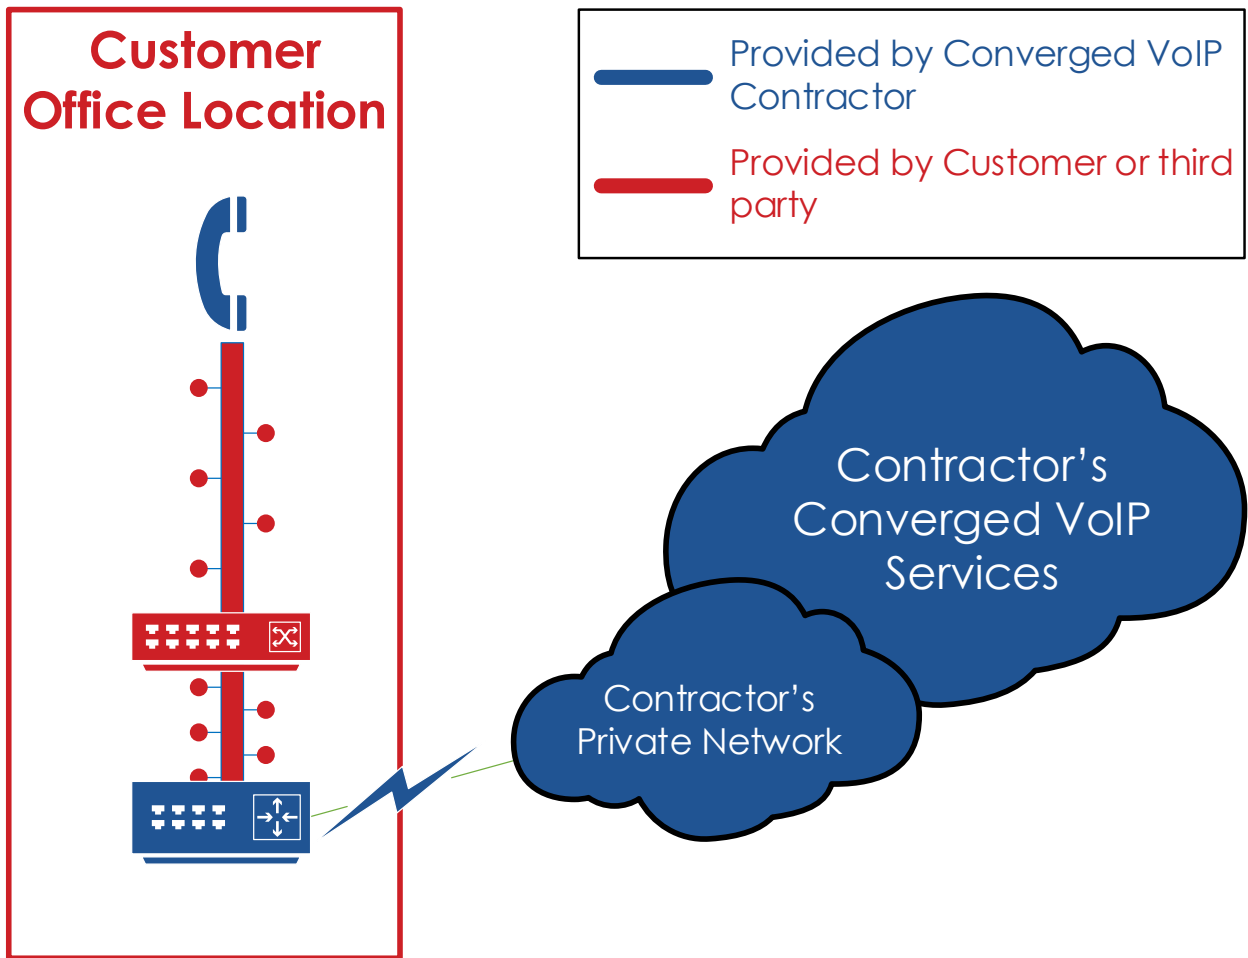 Customer
Office Location
Provided by Converged VoIP
Contractor
Provided by Customer or third
party
Contractor's
Converged VoIP
Services
Contractor's
Private Network